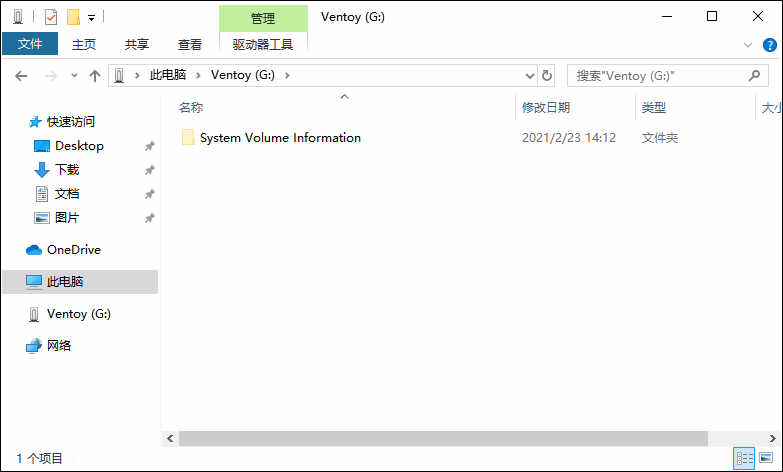 管理
Ventoy (G:)
文件
主页
共享
查看
驱动器工具
此电脑
Ventoy (G:)
搜索"Ventoy (G:)"
名称
修改日期
类型
大小
快速访问
System Volume Information
2021/2/23 14:12
文件夹
Desktop
下载
文档
图片
OneDrive
此电脑
Ventoy (G:)
网络
1 个项目